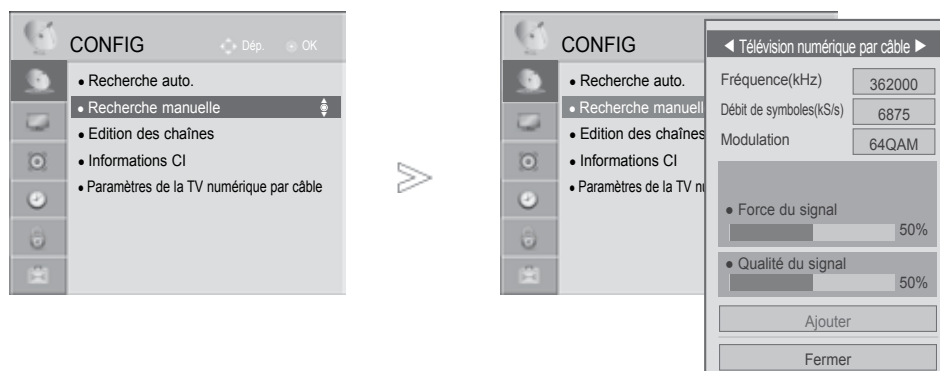 CONFIG
Dép. OK
• Recherche auto.
• Recherche manuelle
• Edition des chaînes
• Informations CI
• Paramètres de la TV numérique par câble
CONFIG
• Recherche auto.
• Recherche manuell
• Edition des chaînes
• Informations CI
• Paramètres de la TV nu
◀ Télévision numérique par câble ▶
Fréquence(kHz) 362000
Débit de symboles(kS/s) 6875
Modulation 64QAM
• Force du signal
50%
• Qualité du signal
50%
Ajouter
Fermer